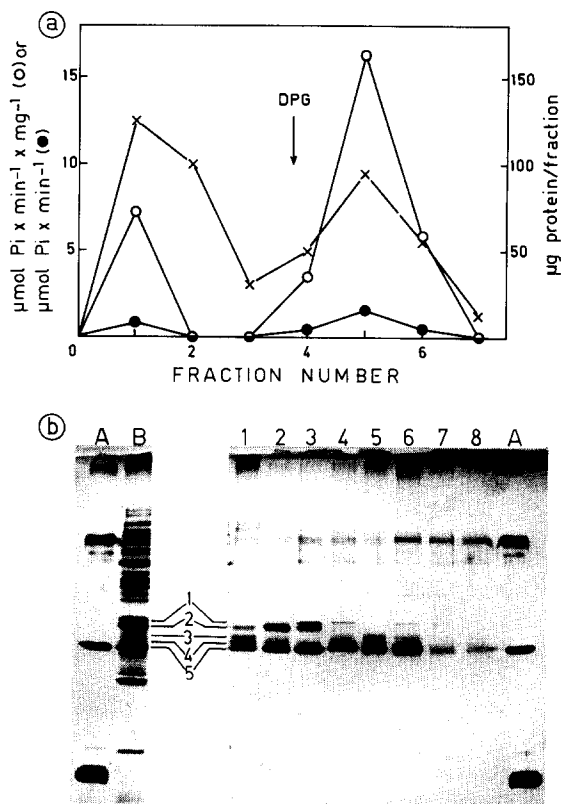 a
μmol Pi x min⁻¹ x mg⁻¹ (○) or
μmol Pi x min⁻¹ (●)
15
10
5
DPG
150
100
50
μg protein/fraction
0 2 4 6
FRACTION NUMBER
b
A B 1 2 3 4 5 6 7 8 A
1
2
3
4
5